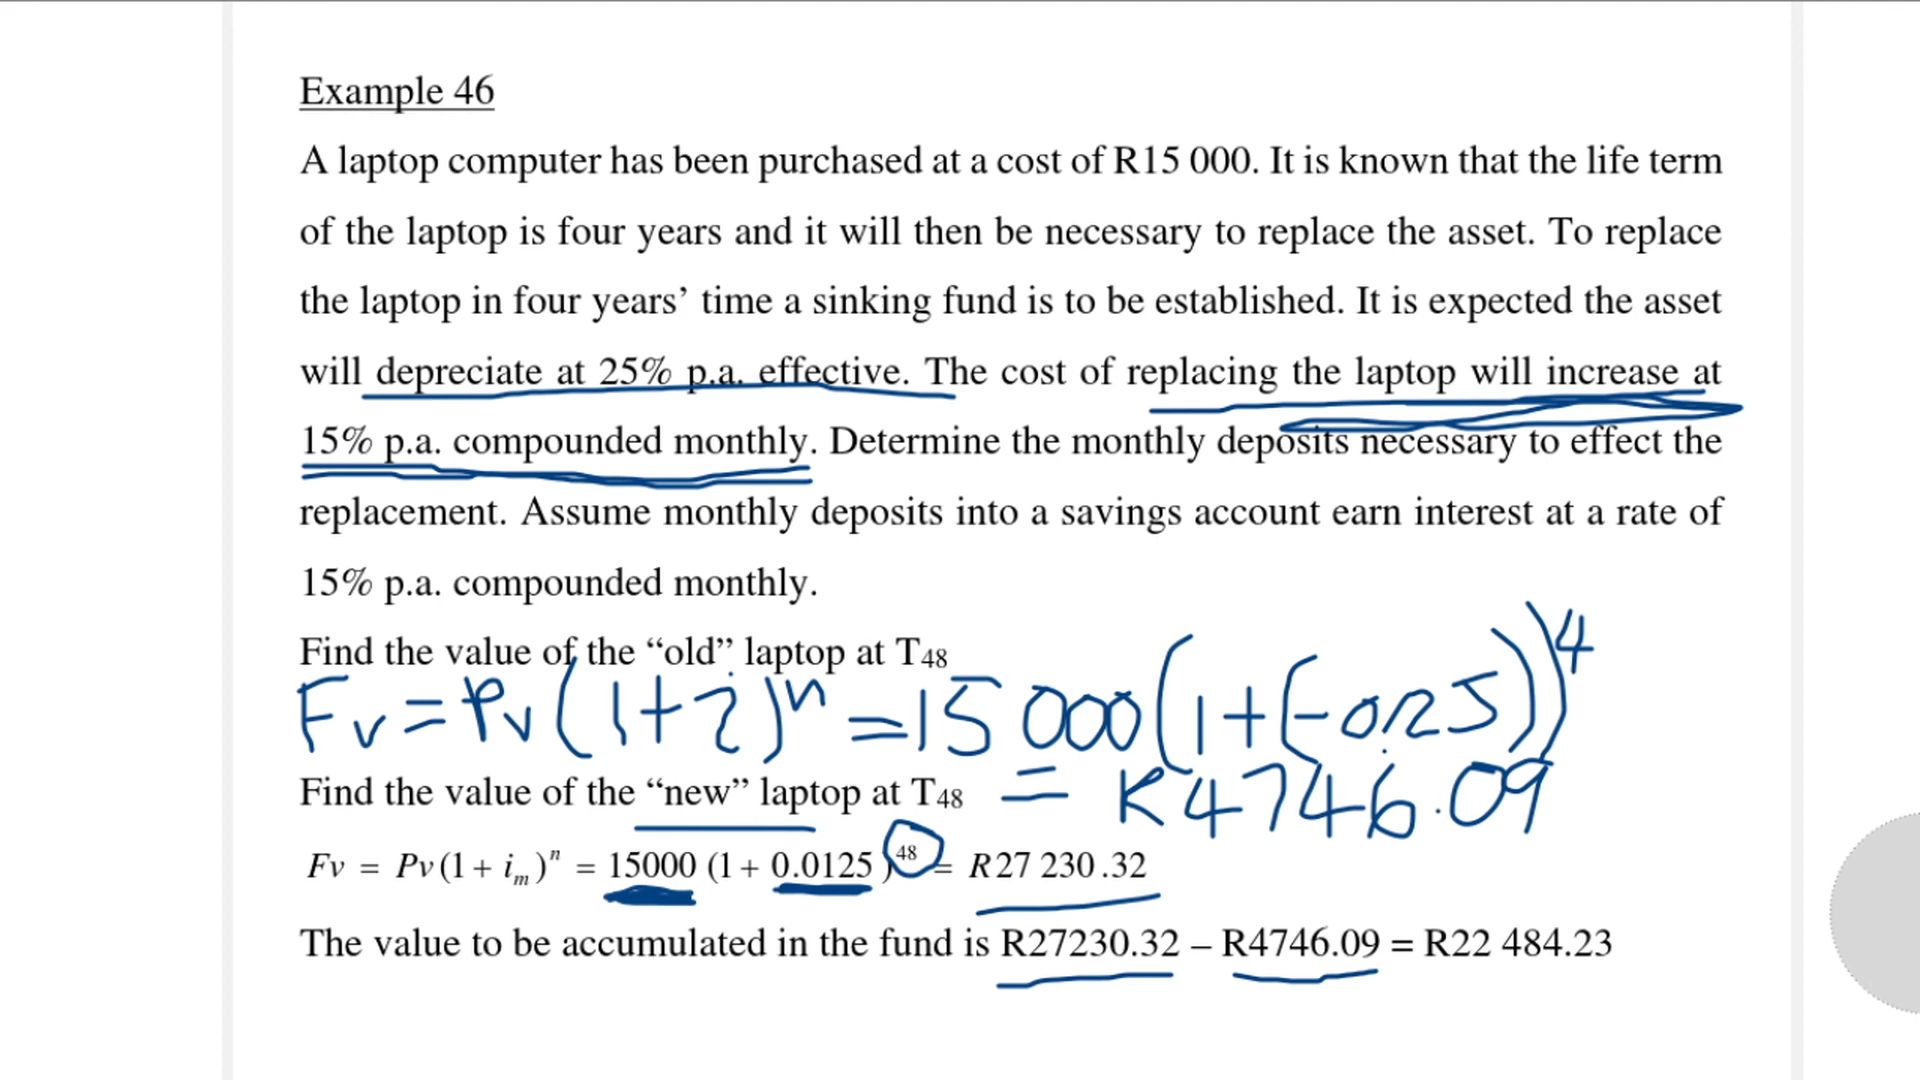 Example 46
A laptop computer has been purchased at a cost of R15 000. It is known that the life term
of the laptop is four years and it will then be necessary to replace the asset. To replace
the laptop in four years’ time a sinking fund is to be established. It is expected the asset
will depreciate at 25% p.a. effective. The cost of replacing the laptop will increase at
15% p.a. compounded monthly. Determine the monthly deposits necessary to effect the
replacement. Assume monthly deposits into a savings account earn interest at a rate of
15% p.a. compounded monthly.
Find the value of the “old” laptop at T48
Fv = Pv(1+i)^n = 15 000(1+(-0.25))^4
Find the value of the “new” laptop at T48 = R4746.09
Fv = Pv(1 + i_m)^n = 15000 (1 + 0.0125 )^48 = R27 230.32
The value to be accumulated in the fund is R27230.32 – R4746.09 = R22 484.23